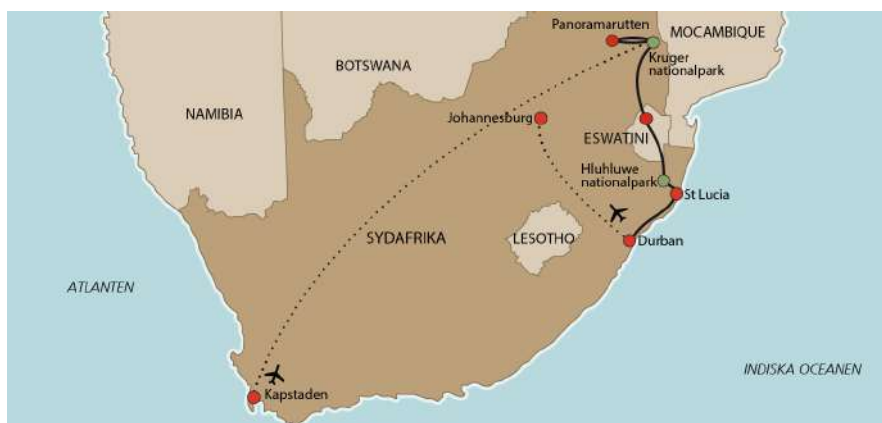 Panoramarutten
MOCAMBIQUE
Kruger
nationalpark
BOTSWANA
NAMIBIA
Johannesburg
ESWATINI
Hluhluwe
nationalpark
St Lucia
SYDAFRIKA
LESOTHO
Durban
ATLANTEN
INDISKA OCEANEN
Kapstaden